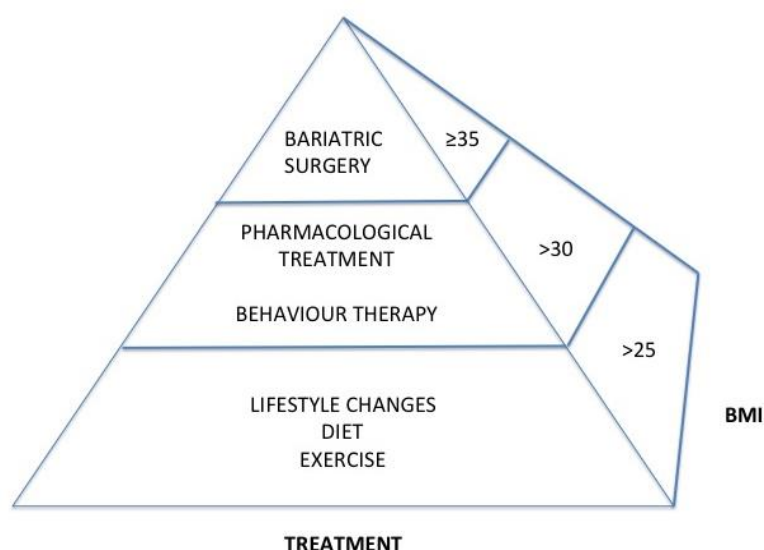 BARIATRIC
SURGERY
≥35
PHARMACOLOGICAL
TREATMENT
>30
BEHAVIOUR THERAPY
>25
LIFESTYLE CHANGES
DIET
EXERCISE
BMI
TREATMENT